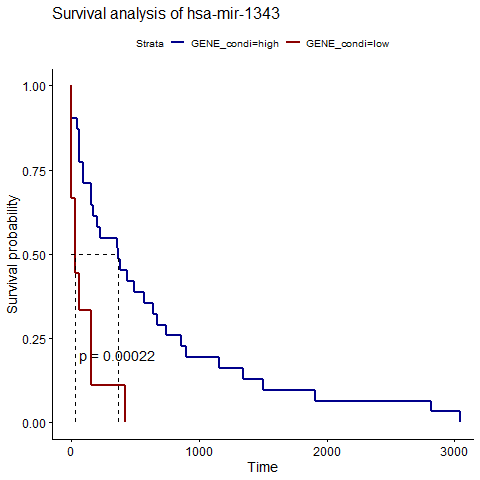 Survival analysis of hsa-mir-1343
Strata GENE_condi=high GENE_condi=low
1.00
0.75
0.50
0.25
0.00
Survival probability
p = 0.00022
0 1000 2000 3000
Time